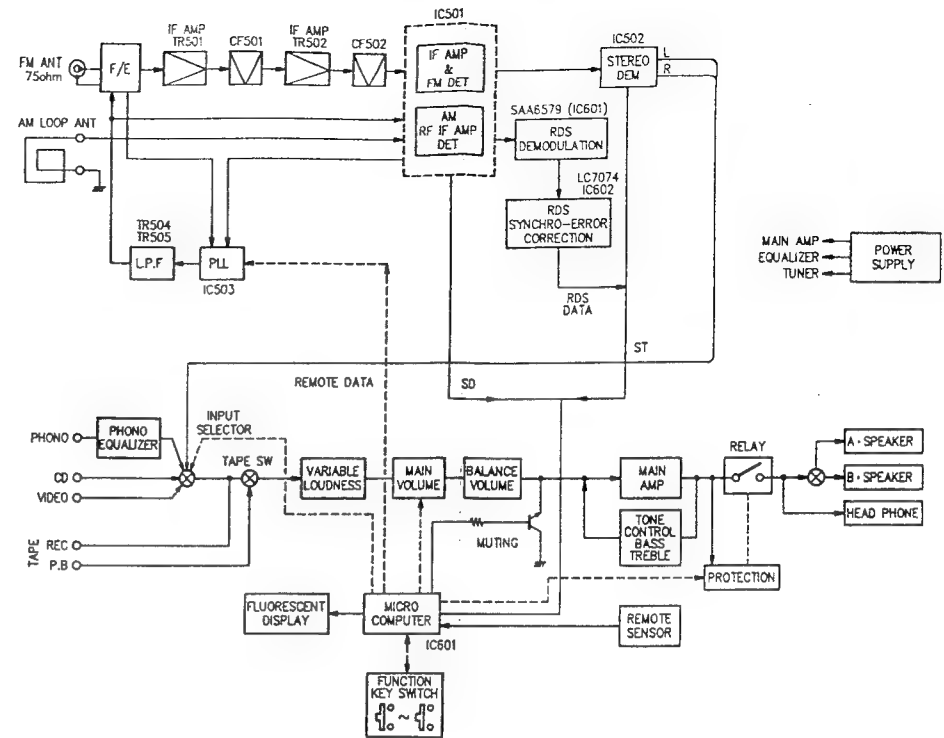 IC501
IF AMP
TR501
CF501
IF AMP
TR502
CF502
IC502
FM ANT
75ohm
F/E
IF AMP
&
FM DET
STEREO
DEM
L
R
AM LOOP ANT
AM
RF IF AMP
DET
SAA6579 (IC601)
RDS
DEMODULATION
LC7074
IC602
RDS
SYNCHRO-ERROR
CORRECTION
TR504
TR505
L.P.F
PLL
IC503
RDS
DATA
MAIN AMP
EQUALIZER
TUNER
POWER
SUPPLY
ST
REMOTE DATA
SD
INPUT
SELECTOR
PHONO
PHONO
EQUALIZER
TAPE SW
CD
VIDEO
VARIABLE
LOUDNESS
MAIN
VOLUME
BALANCE
VOLUME
MAIN
AMP
RELAY
A·SPEAKER
B·SPEAKER
HEAD PHONE
TAPE
REC
P.B
MUTING
TONE
CONTROL
BASS
TREBLE
PROTECTION
FLUORESCENT
DISPLAY
MICRO
COMPUTER
IC601
REMOTE
SENSOR
FUNCTION
KEY SWITCH
~